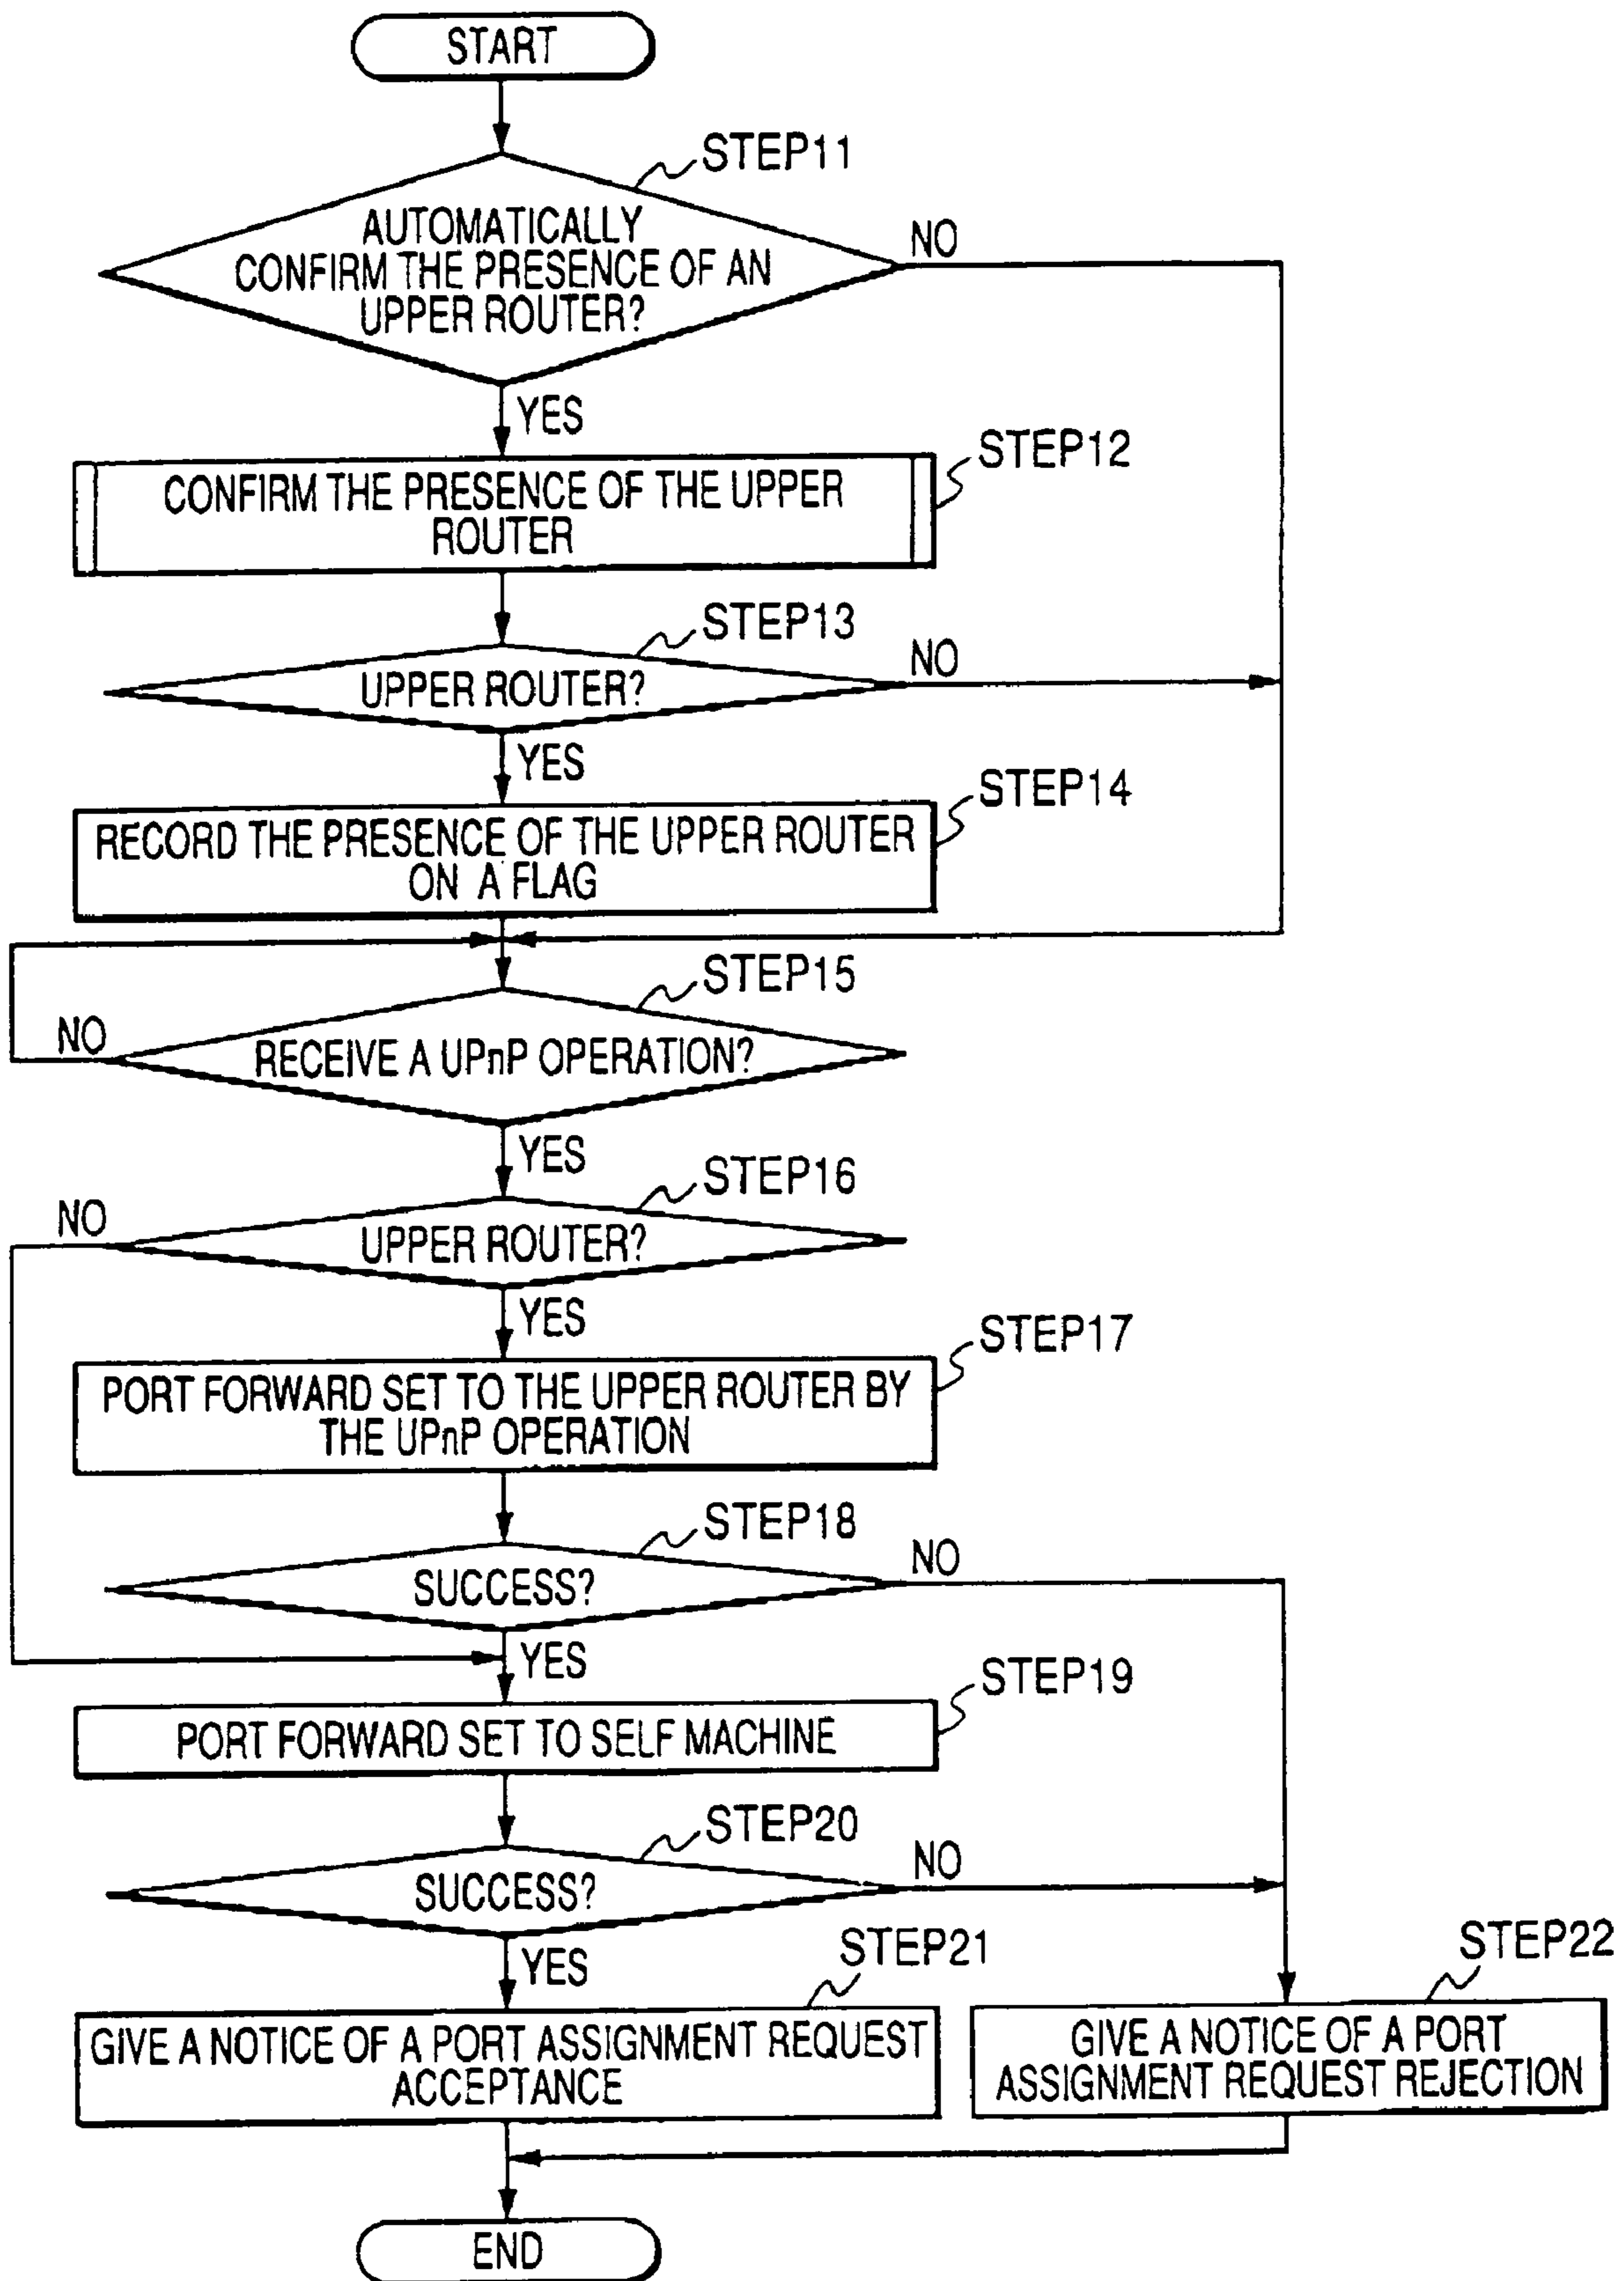 START
STEP11
AUTOMATICALLY
CONFIRM THE PRESENCE OF AN
UPPER ROUTER?
NO
YES
STEP12
CONFIRM THE PRESENCE OF THE UPPER
ROUTER
STEP13
UPPER ROUTER?
NO
YES
STEP14
RECORD THE PRESENCE OF THE UPPER ROUTER
ON A FLAG
STEP15
NO
RECEIVE A UPnP OPERATION?
YES
STEP16
NO
UPPER ROUTER?
YES
STEP17
PORT FORWARD SET TO THE UPPER ROUTER BY
THE UPnP OPERATION
STEP18
SUCCESS?
NO
YES
STEP19
PORT FORWARD SET TO SELF MACHINE
STEP20
SUCCESS?
NO
YES
STEP21
GIVE A NOTICE OF A PORT ASSIGNMENT REQUEST
ACCEPTANCE
STEP22
GIVE A NOTICE OF A PORT
ASSIGNMENT REQUEST REJECTION
END